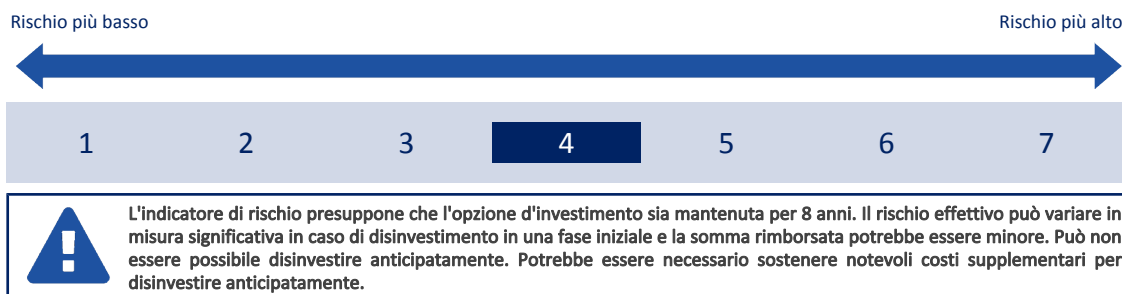 Rischio più basso Rischio più alto
1 2 3 4 5 6 7
L'indicatore di rischio presuppone che l'opzione d'investimento sia mantenuta per 8 anni. Il rischio effettivo può variare in
misura significativa in caso di disinvestimento in una fase iniziale e la somma rimborsata potrebbe essere minore. Può non
essere possibile disinvestire anticipatamente. Potrebbe essere necessario sostenere notevoli costi supplementari per
disinvestire anticipatamente.